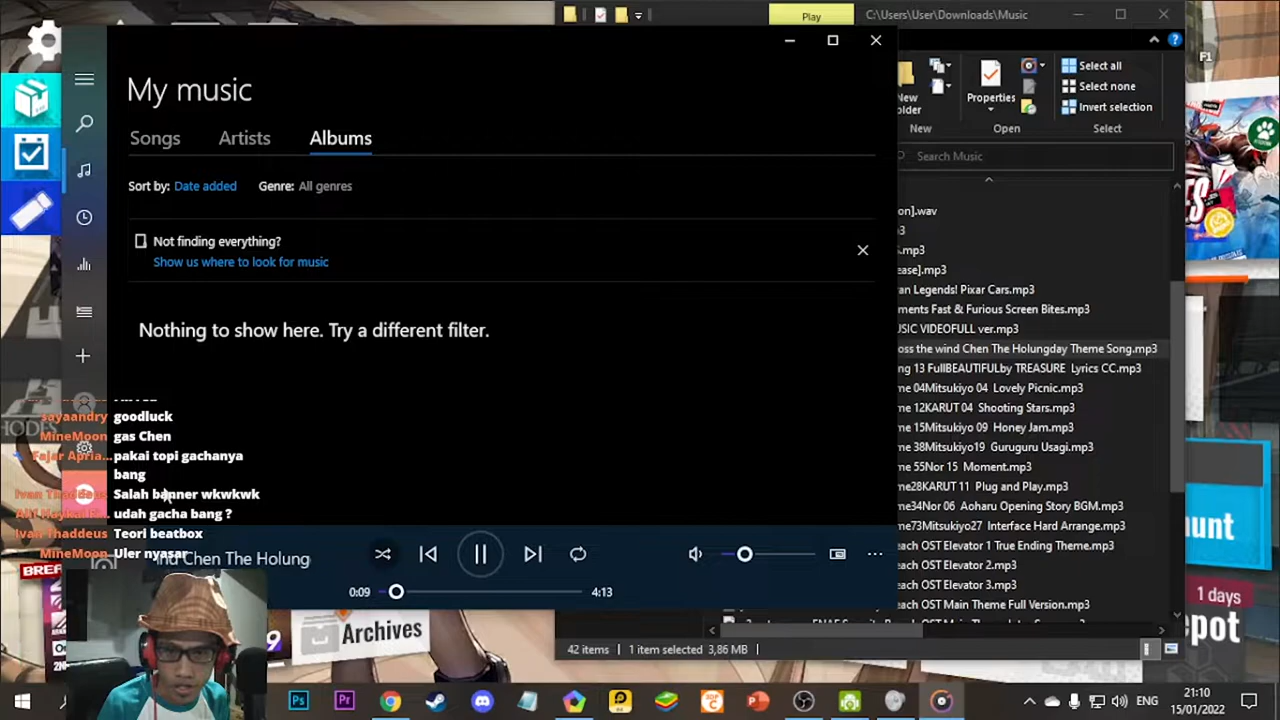 Play
C:\Users\User\Downloads\Music
F1
My music
Songs
Artists
Albums
Sort by: Date added
Genre: All genres
Not finding everything?
Show us where to look for music
Nothing to show here. Try a different filter.
New
Properties
Select all
Select none
Invert selection
New
Open
Select
Search Music
on].wav
ease].mp3
an Legends! Pixar Cars.mp3
ments Fast & Furious Screen Bites.mp3
USIC VIDEOFULL ver.mp3
oss the wind Chen The Holungday Theme Song.mp3
ng 13 FullBEAUTIFULby TREASURE Lyrics CC.mp3
me 04Mitsukiyo 04 Lovely Picnic.mp3
me 12KARUT 04 Shooting Stars.mp3
me 15Mitsukiyo 09 Honey Jam.mp3
me 38Mitsukiyo19 Guruguru Usagi.mp3
me 55Nor 15 Moment.mp3
me28KARUT 11 Plug and Play.mp3
me34Nor 06 Aoharu Opening Story BGM.mp3
me73Mitsukiyo27 Interface Hard Arrange.mp3
each OST Elevator 1 True Ending Theme.mp3
each OST Elevator 2.mp3
each OST Elevator 3.mp3
each OST Main Theme Full Version.mp3
42 items
1 item selected 3,86 MB
sayaandry goodluck
MineMoon gas Chen
Fajar Apria... pakai topi gachanya
bang
Ivan Thaddeus Salah banner wkwkwk
udah gacha bang ?
Ivan Thaddeus Teori beatbox
MineMoon Uler nyasar
Chen The Holung
0:09
4:13
Archives
hunt
1 days
epot
ENG
21:10
15/01/2022